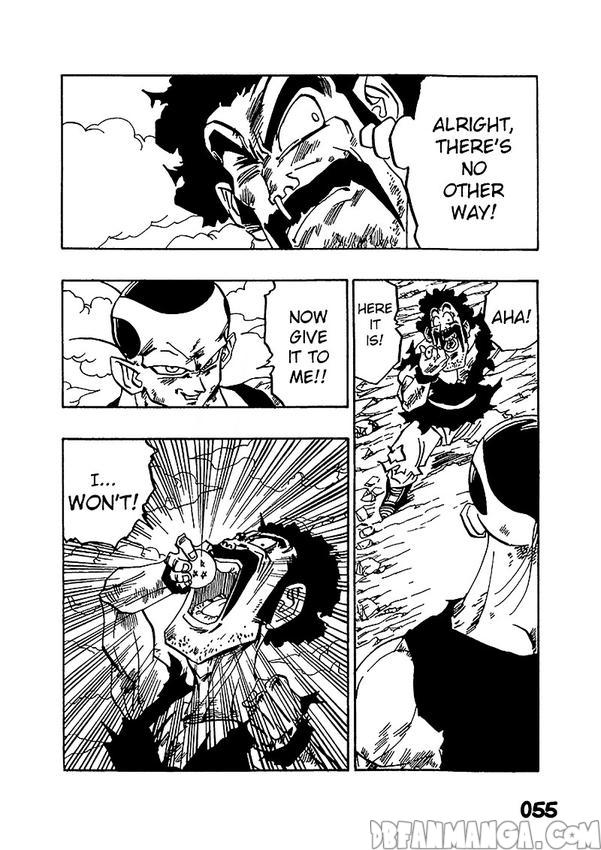 ALRIGHT,
THERE'S
NO
OTHER
WAY!
NOW
GIVE
IT TO
ME!!
AHA!
HERE
IT
IS!
I...
WON'T!
055
DBFANMANGA.COM